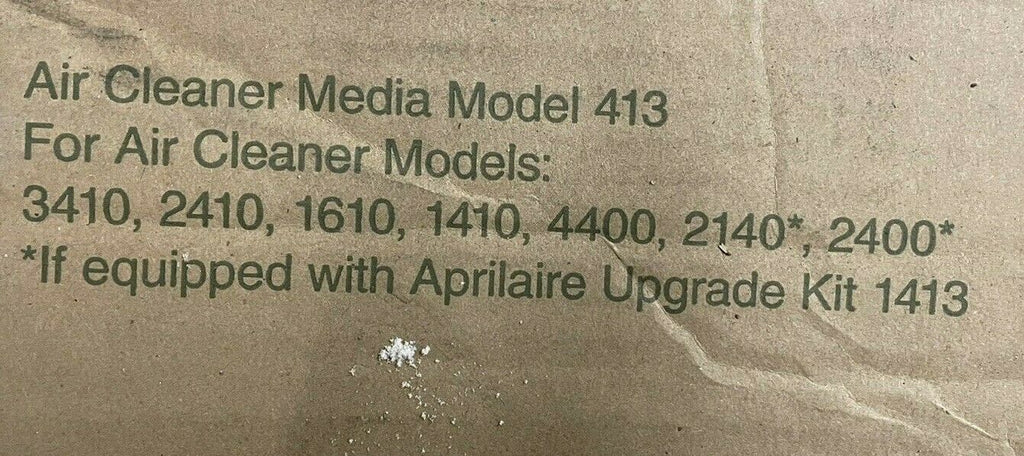 Air Cleaner Media Model 413
For Air Cleaner Models:
3410, 2410, 1610, 1410, 4400, 2140*, 2400*
*If equipped with Aprilaire Upgrade Kit 1413